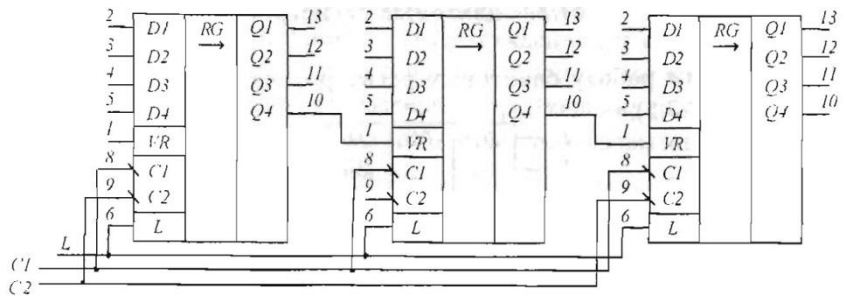 2 D1 RG Q1 13 2 D1 RG Q1 13 2 D1 RG Q1 13
3 D2 Q2 12 3 D2 Q2 12 3 D2 Q2 12
4 D3 Q3 11 4 D3 Q3 11 4 D3 Q3 11
5 D4 Q4 10 5 D4 Q4 10 5 D4 Q4 10
1 VR 1 VR 1 VR
8 C1 8 C1 8 C1
9 C2 9 C2 9 C2
6 L 6 L 6 L
L
C1
C2